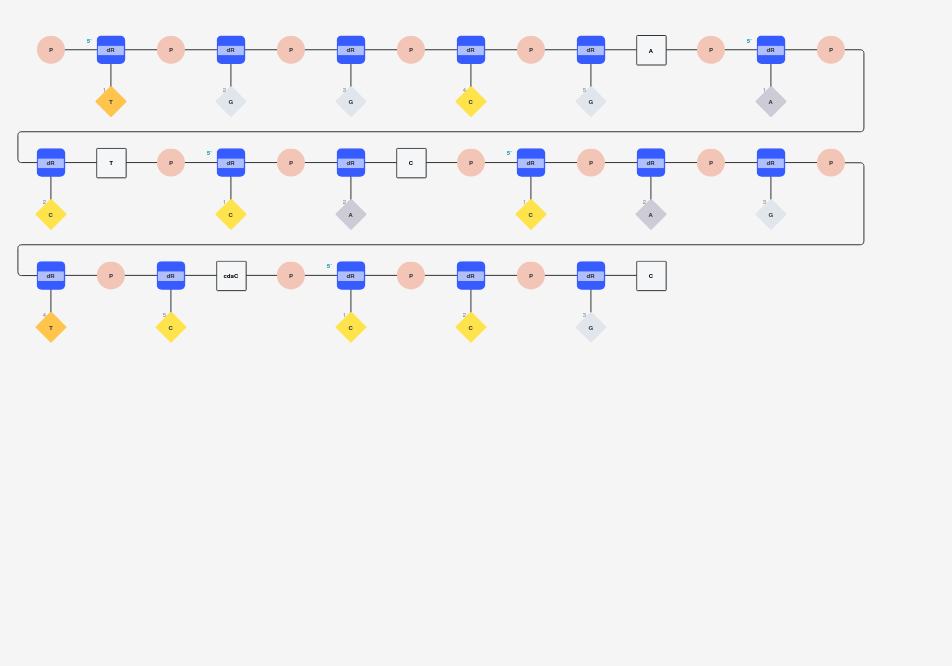 P 5' dR P dR P dR P dR P dR A P 5' dR P
1 T 2 G 3 G 4 C 5 G 1 A
dR T P 5' dR P dR C P 5' dR P dR P dR P
2 C 1 C 2 A 1 C 2 A 3 G
dR P dR cdaC P 5' dR P dR P dR C
4 T 5 C 1 C 2 C 3 G